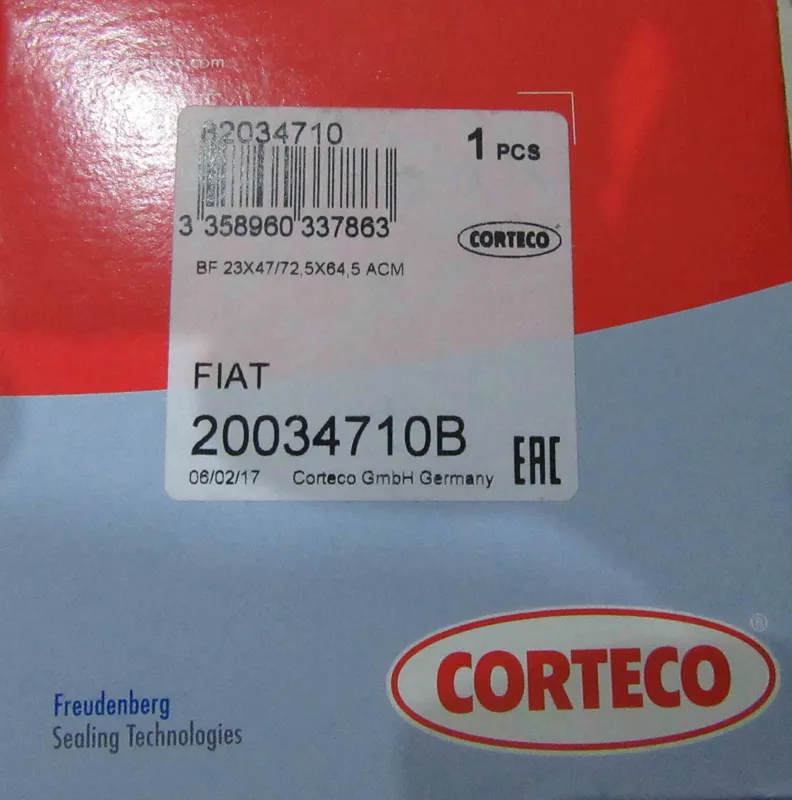 1 PCS
3 358960 337863
CORTECO
BF 23X47/72,5X64,5 ACM
FIAT
20034710B
06/02/17 Corteco GmbH Germany
EAC
CORTECO ®
Freudenberg
Sealing Technologies